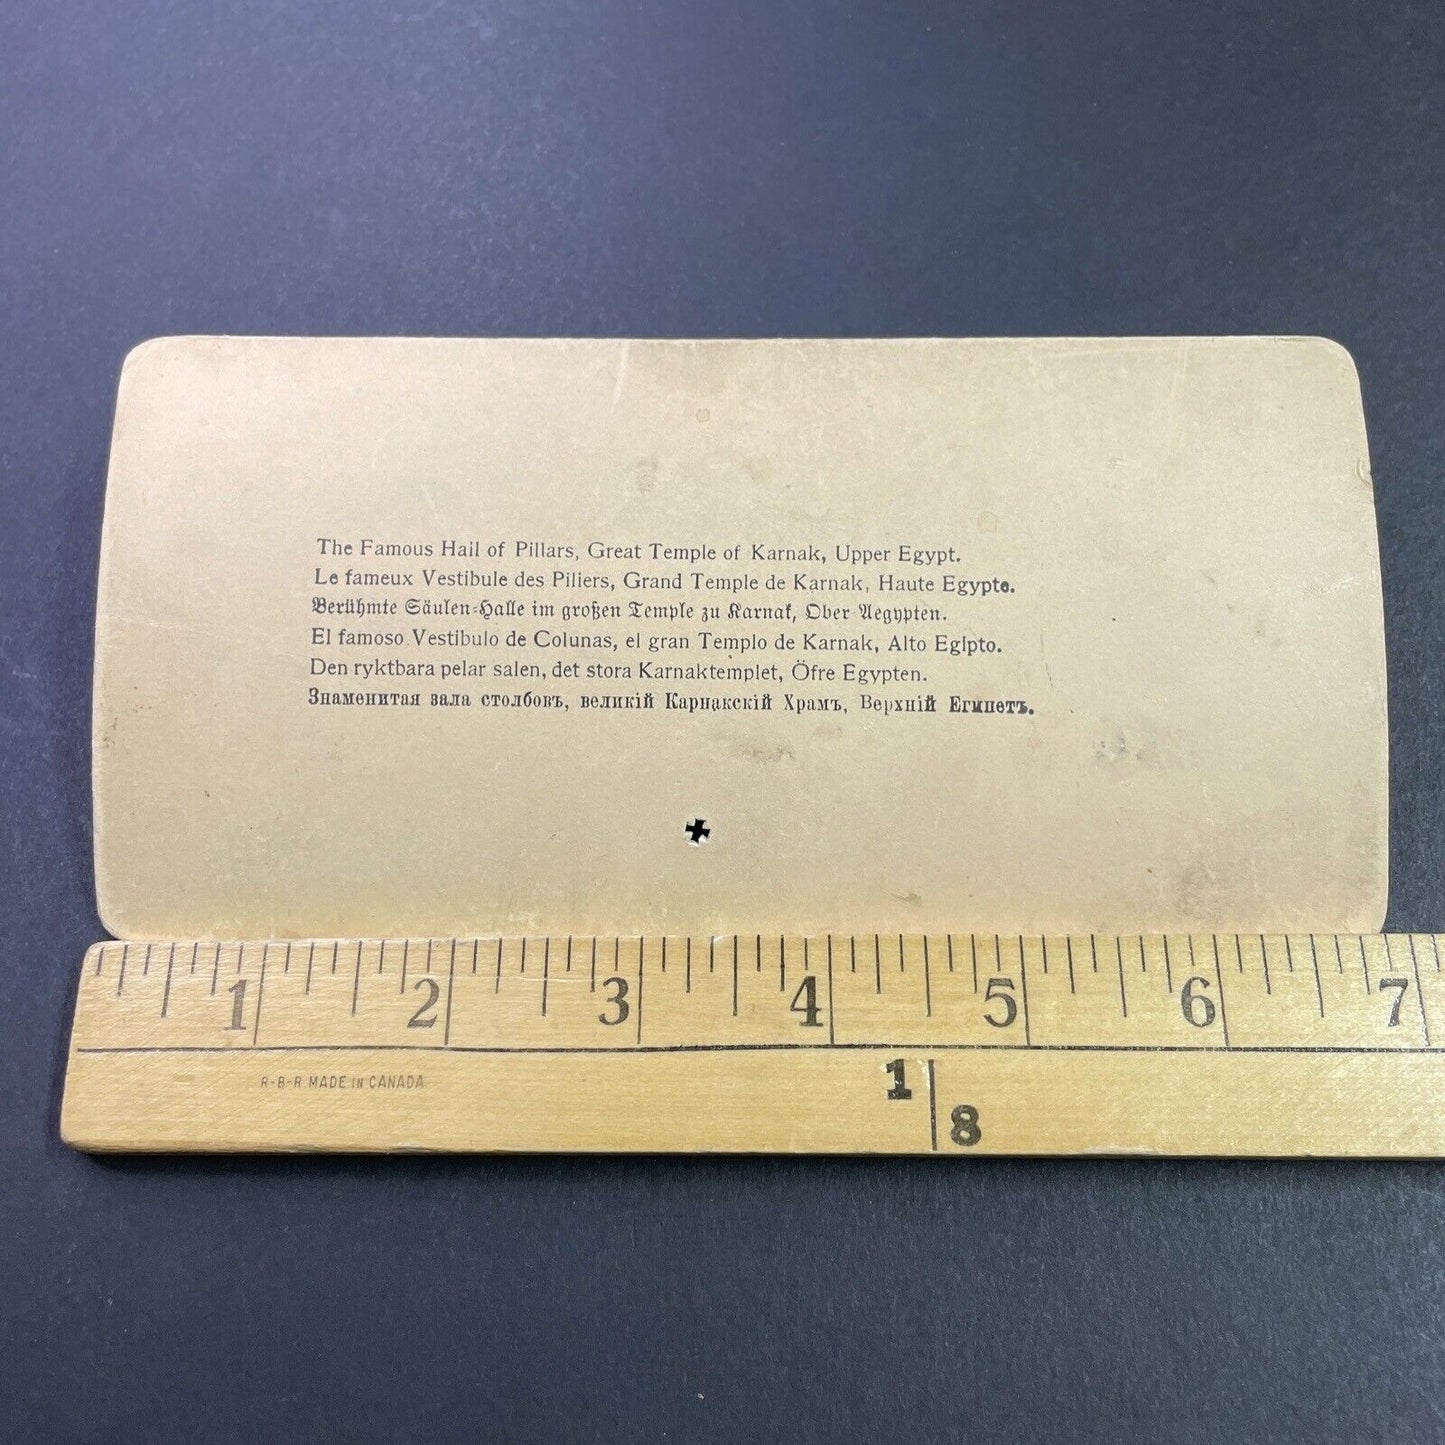 The Famous Hall of Pillars, Great Temple of Karnak, Upper Egypt.
Le fameux Vestibule des Piliers, Grand Temple de Karnak, Haute Egypte.
Berühmte Säulen-Halle im großen Temple zu Karnak, Ober Aegypten.
El famoso Vestibulo de Colunas, el gran Templo de Karnak, Alto Egipto.
Den ryktbara pelar salen, det stora Karnaktemplet, Öfre Egypten.
Знаменитая зала столбовъ, великій Карнакскій Храмъ, Верхній Египетъ.
1 2 3 4 5 6 7
R-B-R MADE IN CANADA
1
8